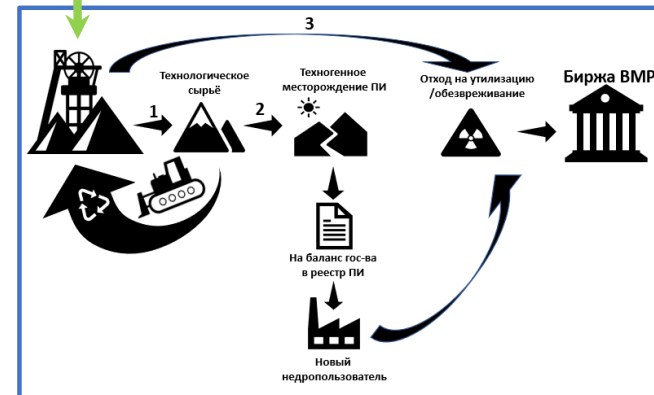 3
Технологическое
сырьё
Техногенное
месторождение ПИ
Отход на утилизацию
/обезвреживание
Биржа ВМР
1
2
На баланс гос-ва
в реестр ПИ
Новый
недропользователь